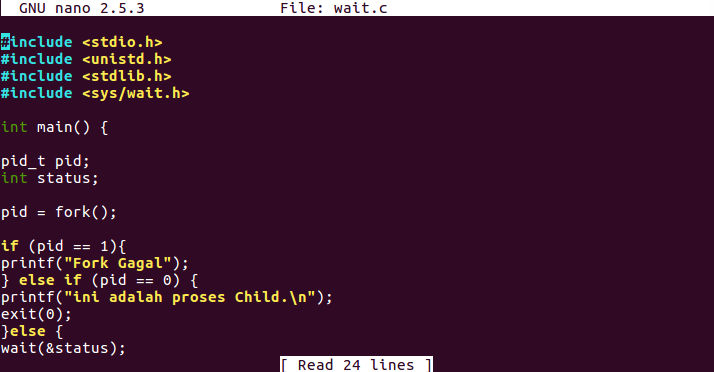 GNU nano 2.5.3 File: wait.c
#include <stdio.h>
#include <unistd.h>
#include <stdlib.h>
#include <sys/wait.h>
int main() {
pid_t pid;
int status;
pid = fork();
if (pid == 1){
printf("Fork Gagal");
} else if (pid == 0) {
printf("ini adalah proses Child.\n");
exit(0);
}else {
wait(&status);
[ Read 24 lines ]